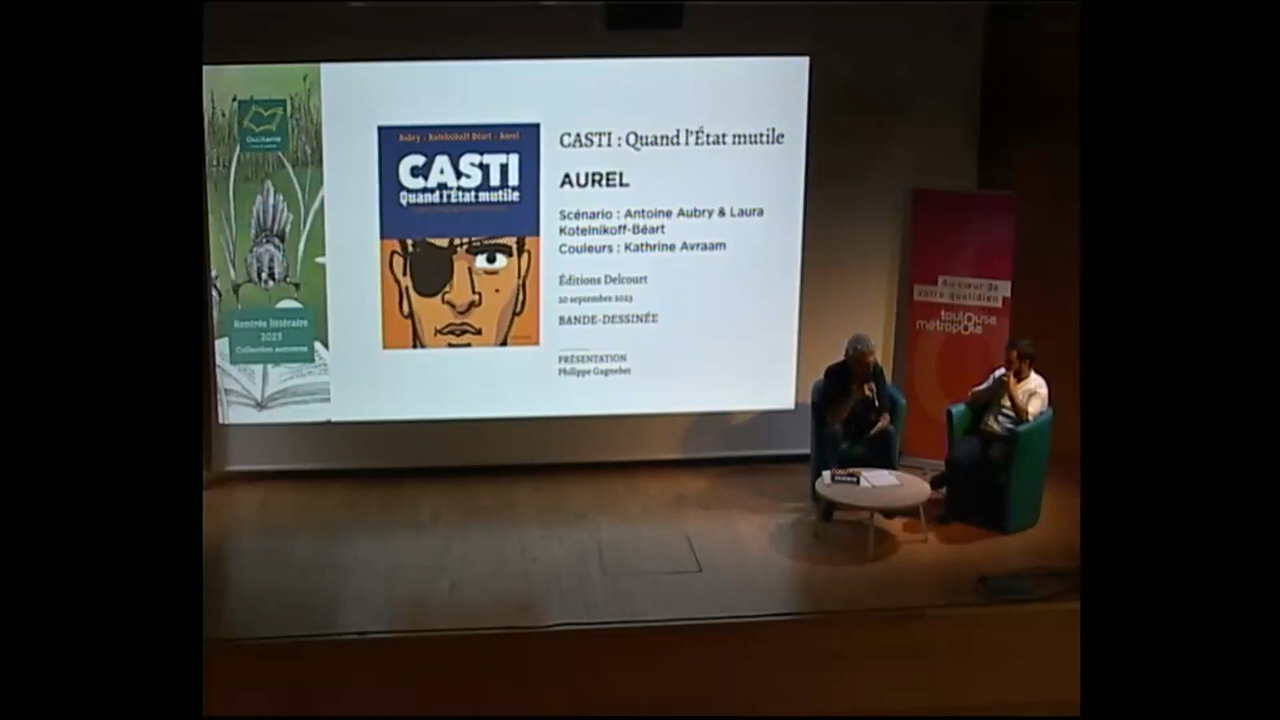 Occitanie
Rentrée littéraire
2023
Collection automne
Aubry - Kotelnikoff-Béart - Aurel
CASTI
Quand l'État mutile
CASTI : Quand l'État mutile
AUREL
Scénario : Antoine Aubry & Laura
Kotelnikoff-Béart
Couleurs : Kathrine Avraam
Éditions Delcourt
20 septembre 2023
BANDE-DESSINÉE
PRÉSENTATION
Philippe Gagnebet
Au cœur de
votre quotidien
toulouse
métropole